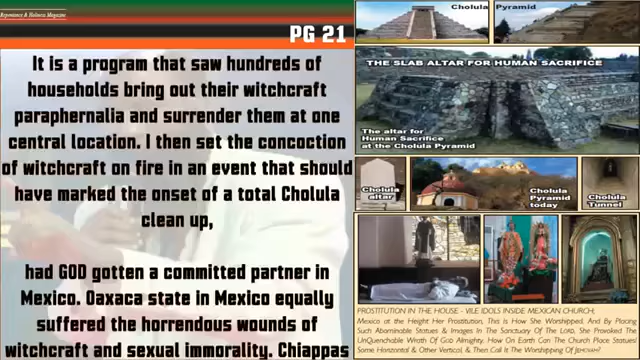 Repentance & Holiness Magazine
PG 21
It is a program that saw hundreds of
households bring out their witchcraft
paraphernalia and surrender them at one
central location. I then set the concoction
of witchcraft on fire in an event that should
have marked the onset of a total Cholula
clean up,
had GOD gotten a committed partner in
Mexico. Oaxaca state in Mexico equally
suffered the horrendous wounds of
witchcraft and sexual immorality. Chiappas
Cholula Pyramid
THE SLAB ALTAR FOR HUMAN SACRIFICE
The altar for
Human Sacrifice
at the Cholula Pyramid
Cholula
altar
Cholula
Pyramid
today
Cholula
Tunnel
PROSTITUTION IN THE HOUSE - VILE IDOLS INSIDE MEXICAN CHURCH;
Mexico at the Height Her Prostitution, This Is How She Worshipped. And By Placing
Such Abominable Statues & Images In The Sanctuary Of The LORD, She Provoked The
UnQuenchable Wrath Of GOD Almighty. How On Earth Can The Church Place Statues
Some Horizontal & Other Vertical, & Then Call It The Worshipping Of JEHOVAH?